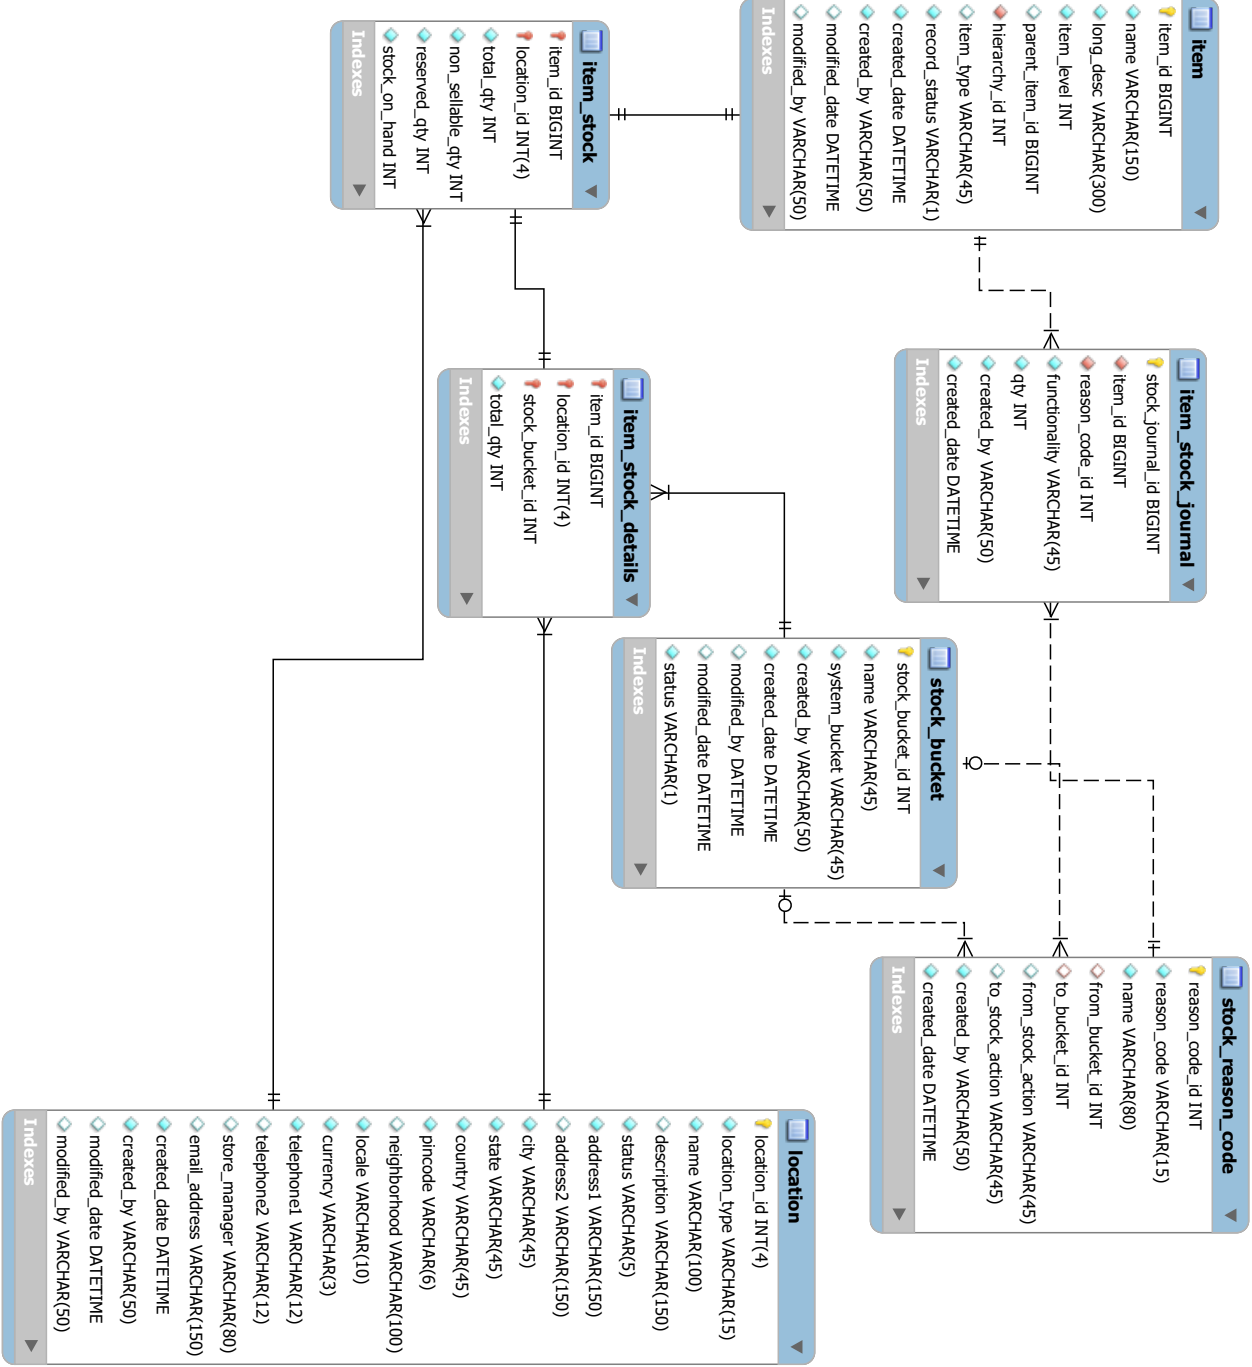 item
item_id BIGINT
name VARCHAR(150)
long_desc VARCHAR(300)
item_level INT
parent_item_id BIGINT
hierarchy_id INT
item_type VARCHAR(45)
record_status VARCHAR(1)
created_date DATETIME
created_by VARCHAR(50)
modified_date DATETIME
modified_by VARCHAR(50)
Indexes
item_stock
item_id BIGINT
location_id INT(4)
total_qty INT
non_sellable_qty INT
reserved_qty INT
stock_on_hand INT
Indexes
item_stock_journal
stock_journal_id BIGINT
item_id BIGINT
reason_code_id INT
functionality VARCHAR(45)
qty INT
created_by VARCHAR(50)
created_date DATETIME
Indexes
item_stock_details
item_id BIGINT
location_id INT(4)
stock_bucket_id INT
total_qty INT
Indexes
stock_bucket
stock_bucket_id INT
name VARCHAR(45)
system_bucket VARCHAR(45)
created_by VARCHAR(50)
created_date DATETIME
modified_by DATETIME
modified_date DATETIME
status VARCHAR(1)
Indexes
stock_reason_code
reason_code_id INT
reason_code VARCHAR(15)
name VARCHAR(80)
from_bucket_id INT
to_bucket_id INT
from_stock_action VARCHAR(45)
to_stock_action VARCHAR(45)
created_by VARCHAR(50)
created_date DATETIME
Indexes
location
location_id INT(4)
location_type VARCHAR(15)
name VARCHAR(100)
description VARCHAR(150)
status VARCHAR(5)
address1 VARCHAR(150)
address2 VARCHAR(150)
city VARCHAR(45)
state VARCHAR(45)
country VARCHAR(45)
pincode VARCHAR(6)
neighborhood VARCHAR(100)
locale VARCHAR(10)
currency VARCHAR(3)
telephone1 VARCHAR(12)
telephone2 VARCHAR(12)
store_manager VARCHAR(80)
email_address VARCHAR(150)
created_date DATETIME
created_by VARCHAR(50)
modified_date DATETIME
modified_by VARCHAR(50)
Indexes